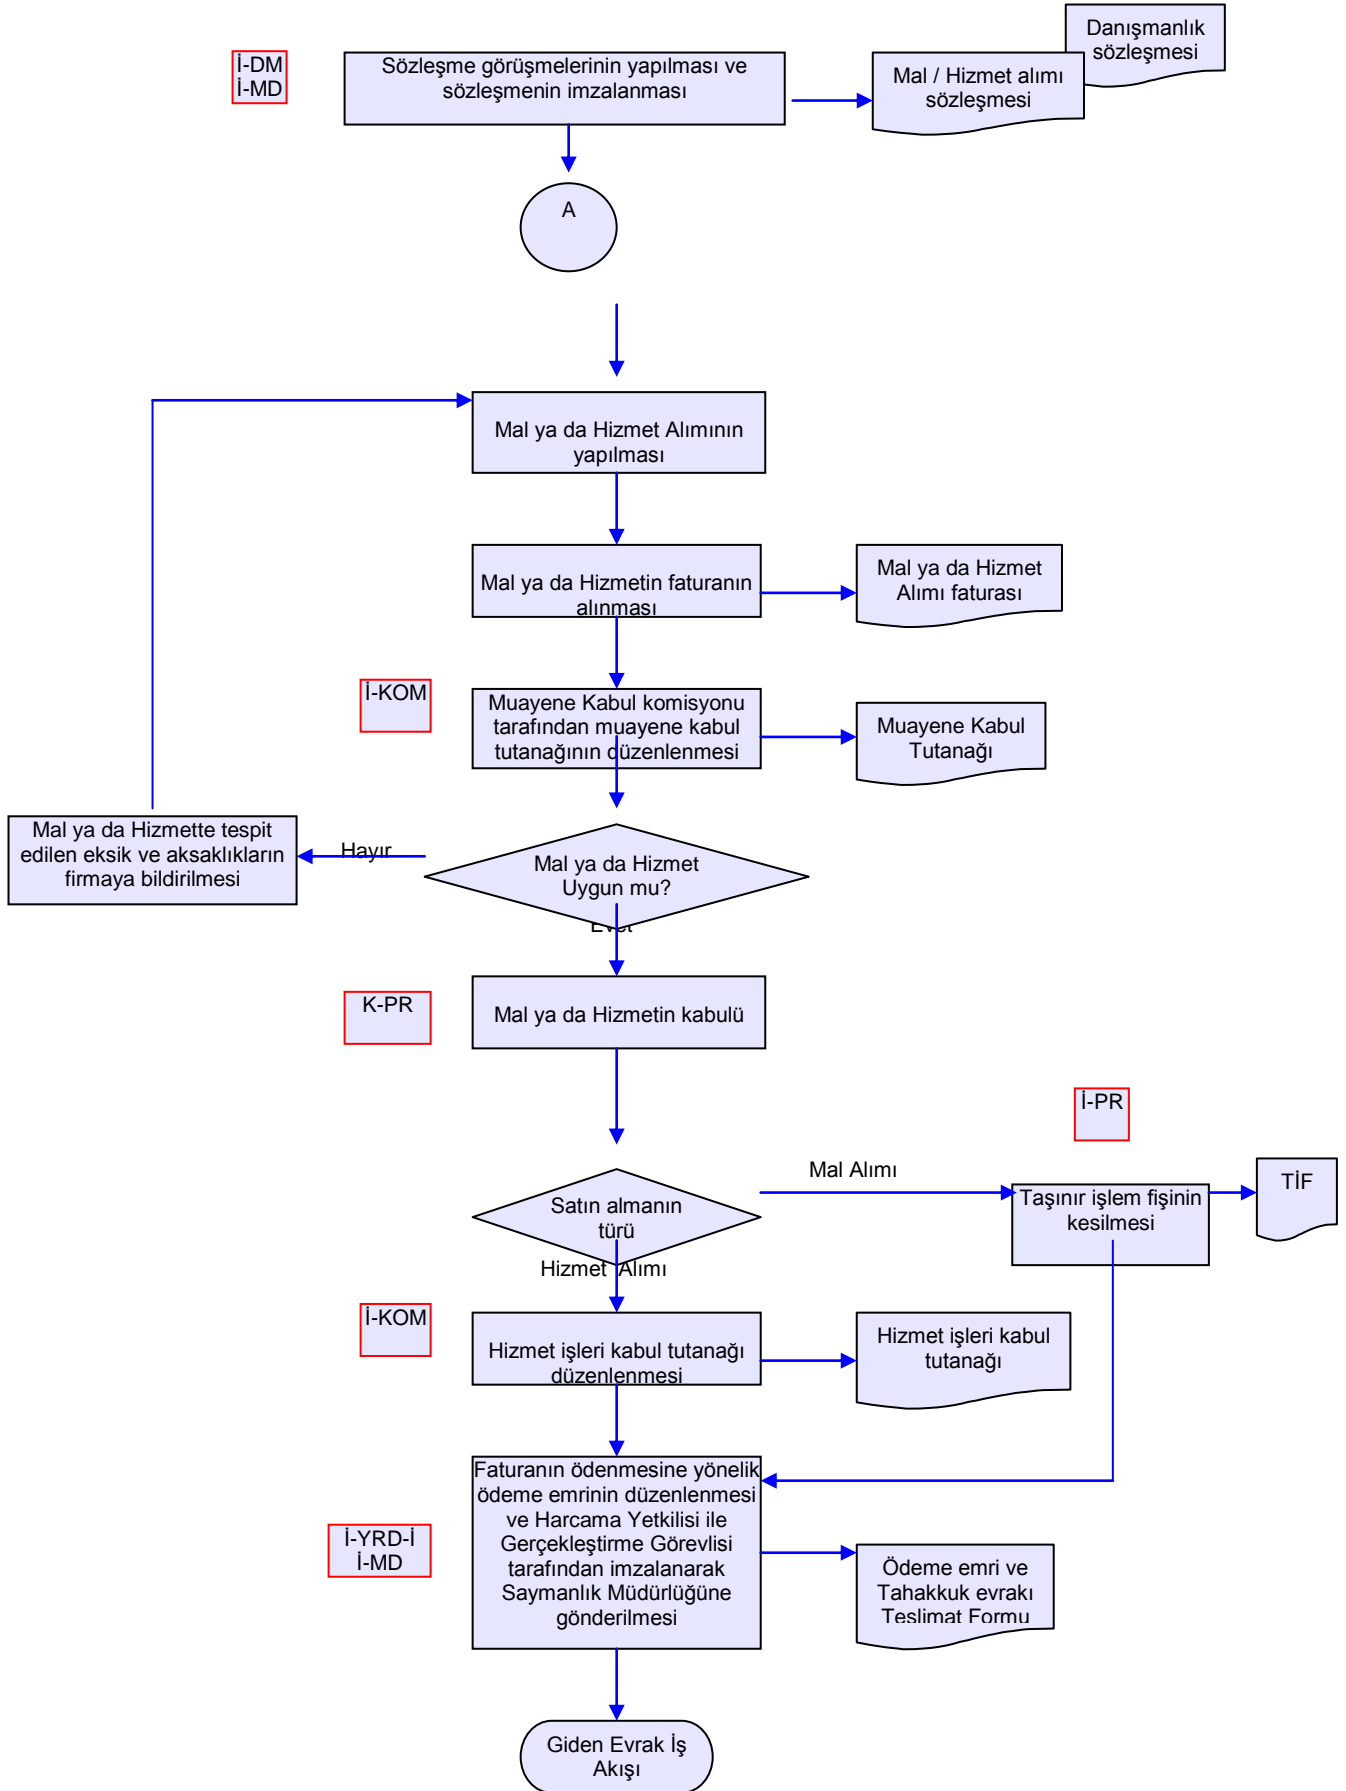 Danışmanlık
sözleşmesi
İ-DM
İ-MD
Sözleşme görüşmelerinin yapılması ve
sözleşmenin imzalanması
Mal / Hizmet alımı
sözleşmesi
A
Mal ya da Hizmet Alımının
yapılması
Mal ya da Hizmetin faturanın
alınması
Mal ya da Hizmet
Alımı faturası
İ-KOM
Muayene Kabul komisyonu
tarafından muayene kabul
tutanağının düzenlenmesi
Muayene Kabul
Tutanağı
Mal ya da Hizmette tespit
edilen eksik ve aksaklıkların
firmaya bildirilmesi
Hayır
Mal ya da Hizmet
Uygun mu?
Evet
K-PR
Mal ya da Hizmetin kabulü
İ-PR
Mal Alımı
Satın almanın
türü
Taşınır işlem fişinin
kesilmesi
TİF
Hizmet Alımı
İ-KOM
Hizmet işleri kabul tutanağı
düzenlenmesi
Hizmet işleri kabul
tutanağı
Faturanın ödenmesine yönelik
ödeme emrinin düzenlenmesi
ve Harcama Yetkilisi ile
Gerçekleştirme Görevlisi
tarafından imzalanarak
Saymanlık Müdürlüğüne
gönderilmesi
İ-YRD-İ
İ-MD
Ödeme emri ve
Tahakkuk evrakı
Teslimat Formu
Giden Evrak İş
Akışı